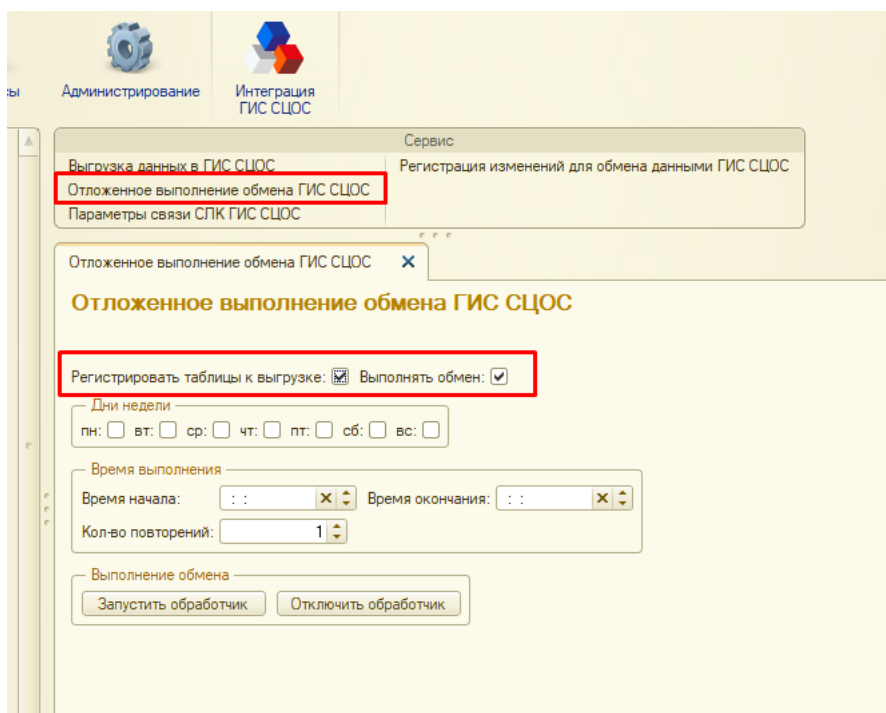 сы
Администрирование
Интеграция
ГИС СЦОС
Сервис
Выгрузка данных в ГИС СЦОС
Регистрация изменений для обмена данными ГИС СЦОС
Отложенное выполнение обмена ГИС СЦОС
Параметры связи СПК ГИС СЦОС
Отложенное выполнение обмена ГИС СЦОС
Отложенное выполнение обмена ГИС СЦОС
Регистрировать таблицы к выгрузке: Выполнять обмен:
Дни недели
пн: вт: ср: чт: пт: сб: вс:
Время выполнения
Время начала: : : Время окончания: : :
Кол-во повторений: 1
Выполнение обмена
Запустить обработчик Отключить обработчик